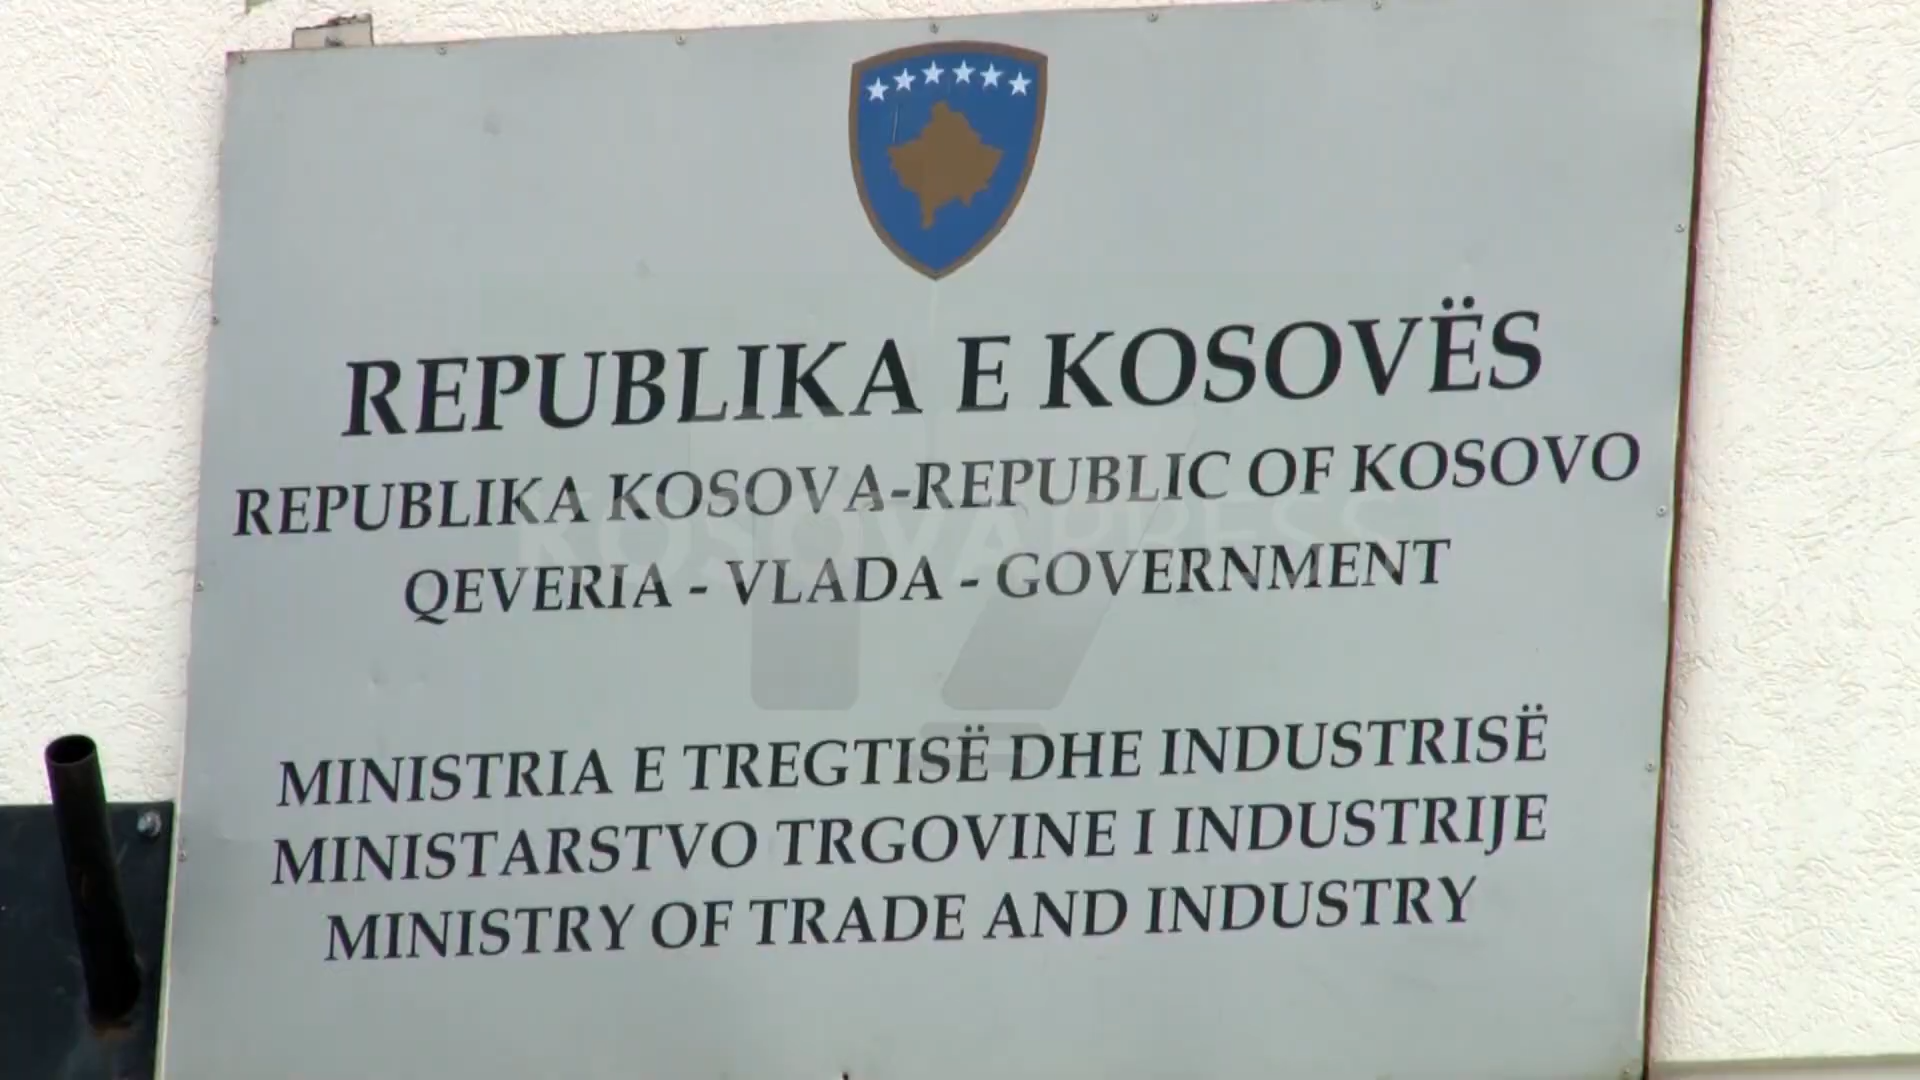 REPUBLIKA E KOSOVËS
REPUBLIKA KOSOVA-REPUBLIC OF KOSOVO
KOSOVAPRESS
QEVERIA - VLADA - GOVERNMENT
MINISTRIA E TREGTISË DHE INDUSTRISË
MINISTARSTVO TRGOVINE I INDUSTRIJE
MINISTRY OF TRADE AND INDUSTRY